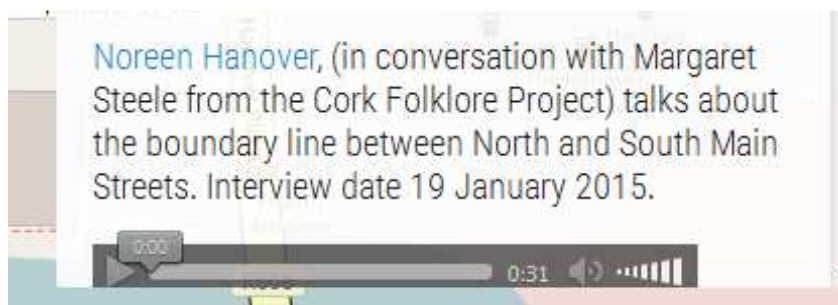 Noreen Hanover, (in conversation with Margaret
Steele from the Cork Folklore Project) talks about
the boundary line between North and South Main
Streets. Interview date 19 January 2015.
0:00
0:31